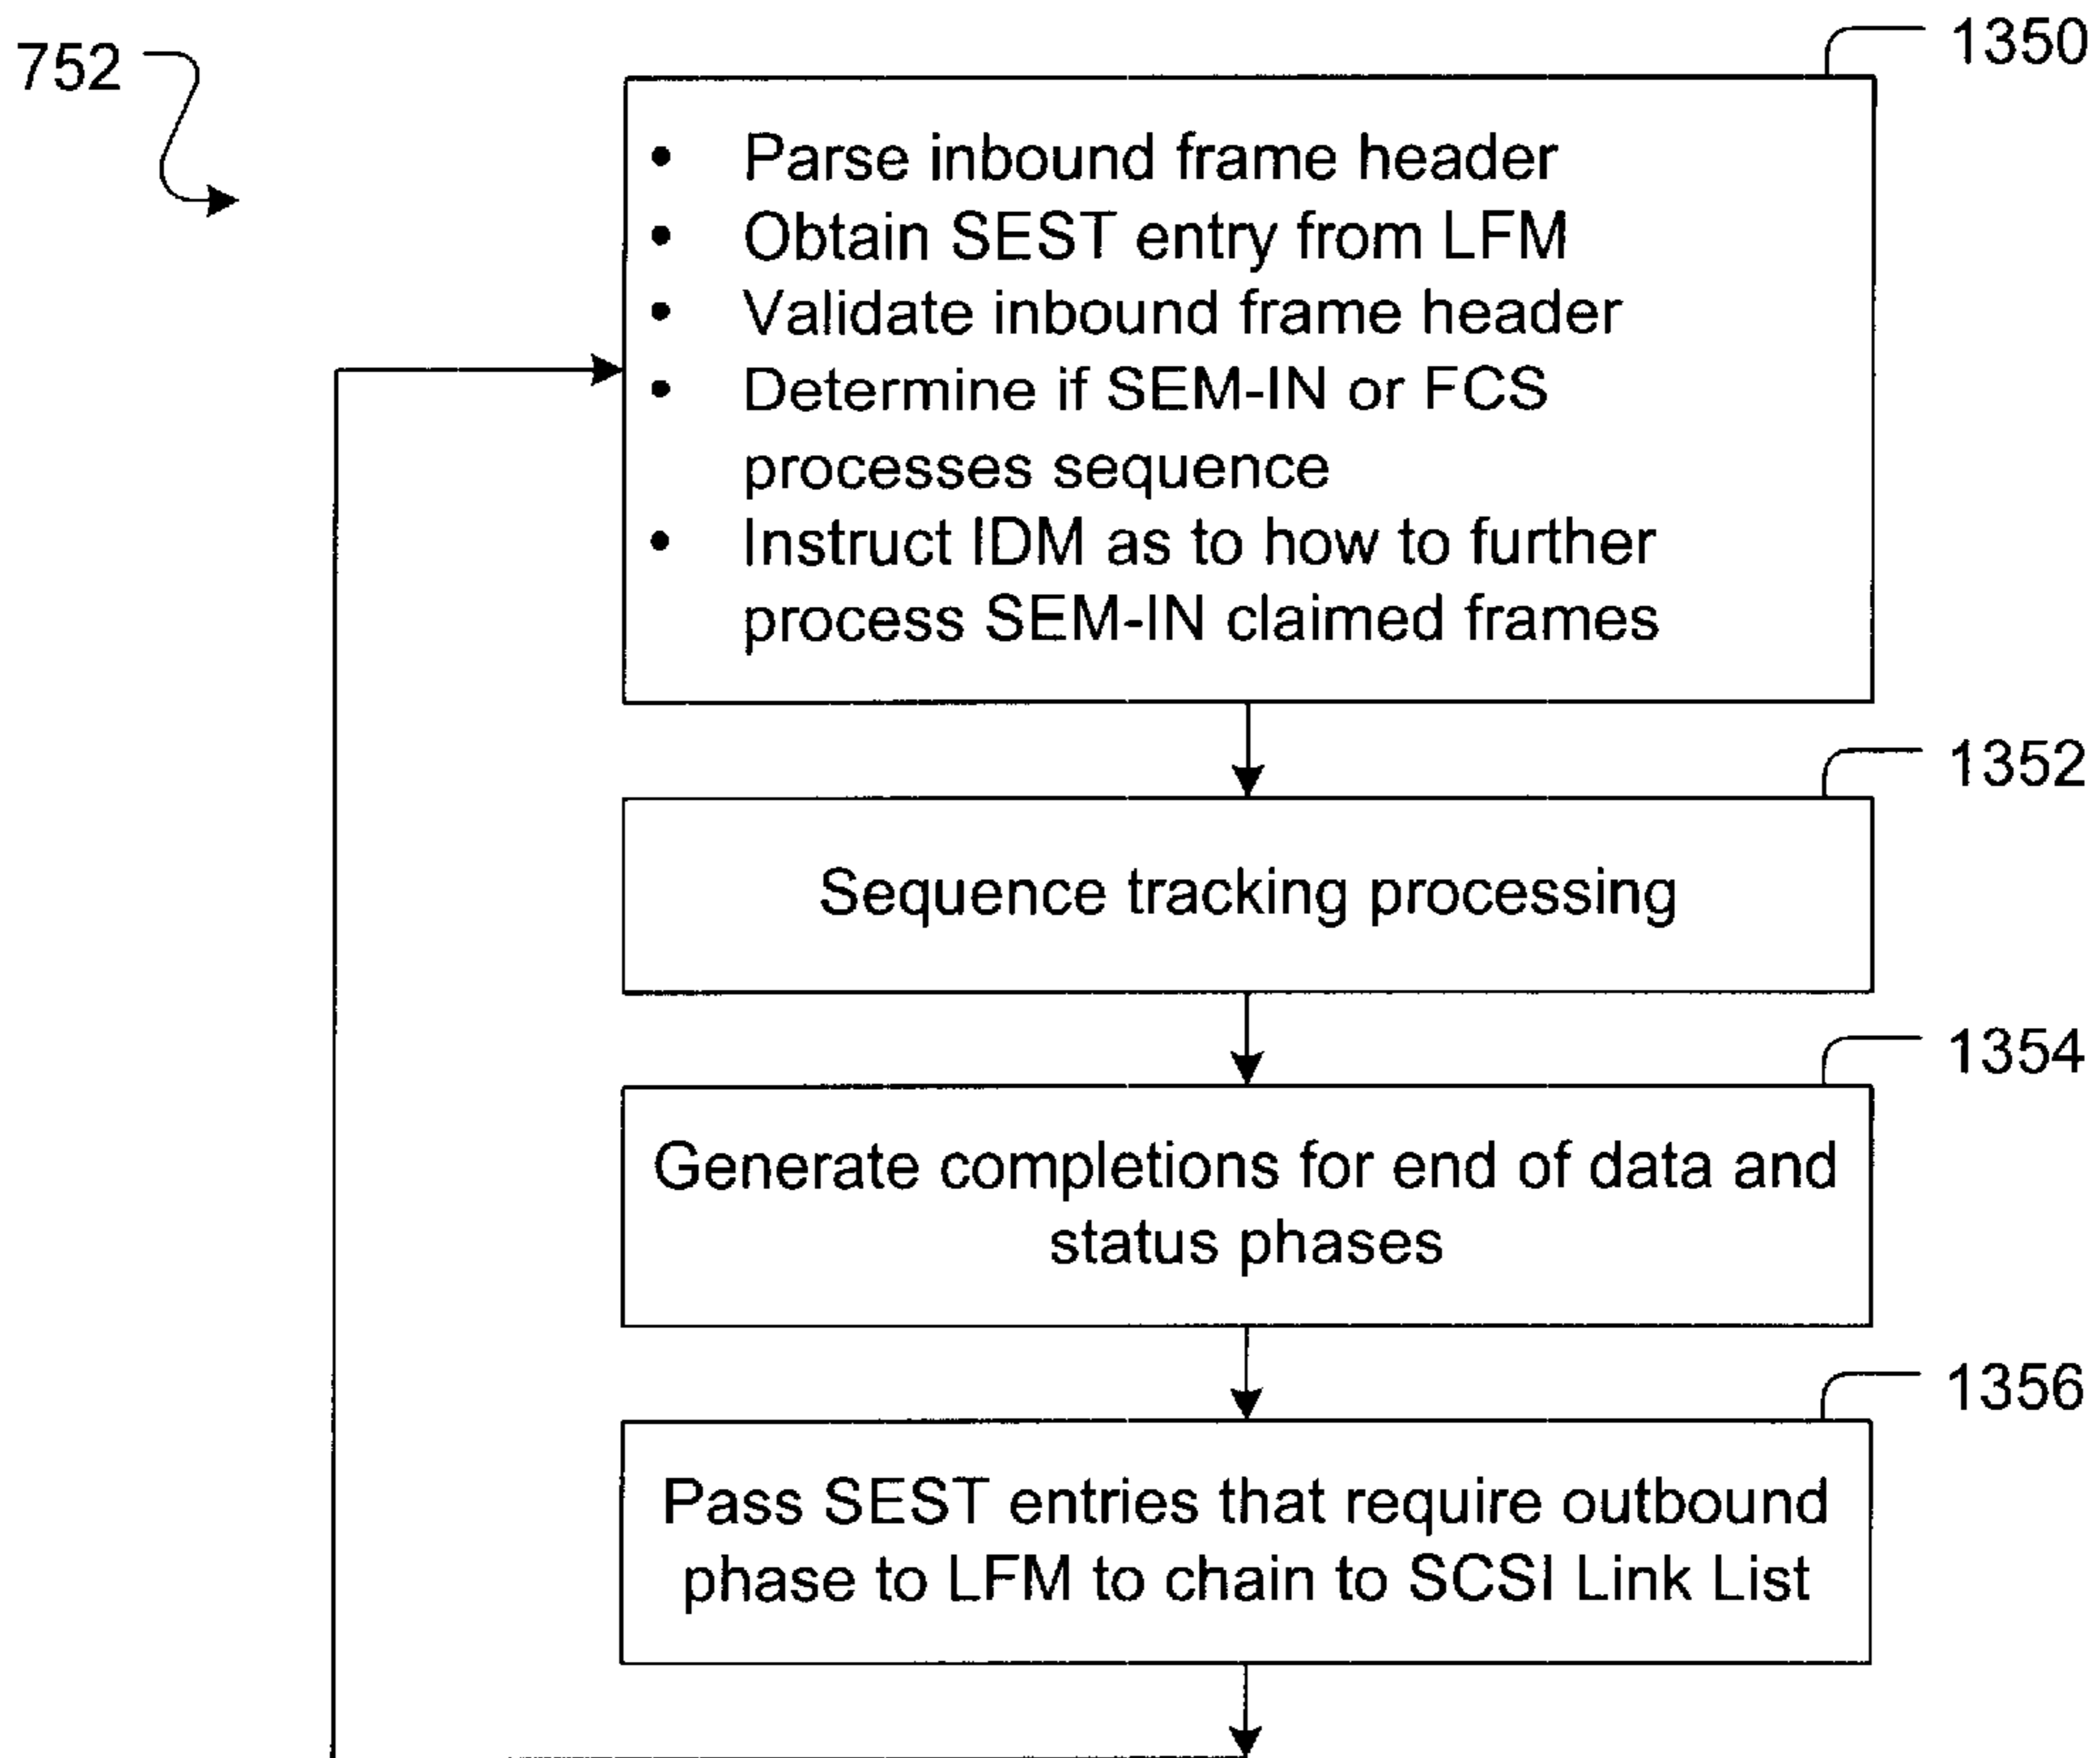 752
1350
• Parse inbound frame header
• Obtain SEST entry from LFM
• Validate inbound frame header
• Determine if SEM-IN or FCS
processes sequence
• Instruct IDM as to how to further
process SEM-IN claimed frames
1352
Sequence tracking processing
1354
Generate completions for end of data and
status phases
1356
Pass SEST entries that require outbound
phase to LFM to chain to SCSI Link List